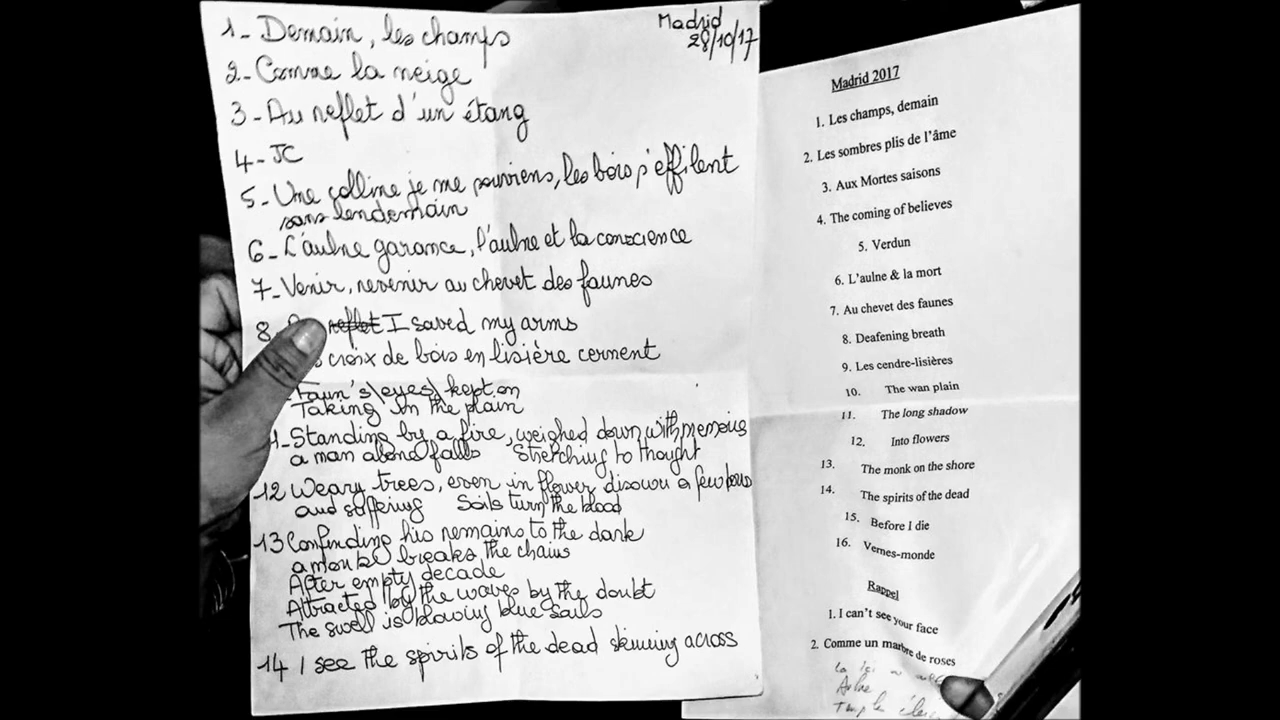 Madrid
28/10/17
1- Demain, les champs
2- Comme la neige
3- Au reflet d'un étang
4- JC
5- Une colline je me souviens, les bois s'effilent
sans lendemain
6- L'aulne garance, l'aulne et la conscience
7- Venir, revenir au chevet des faunes
8- reflet I saved my arms
croix de bois en lisière cernent
Faun's eyes kept on
Taking in the plain
Standing by a fire, weighed down with
a man alone falls Stretching to thought
12 Weary trees, even in flower, a few
and suffering Soils turn the blood
13 his remains to the dark
breaks the chains
After empty decade
Attracted by the waves by the doubt
The swell is blowing blue sails
14 I see the spirits of the dead across
Madrid 2017
1. Les champs, demain
2. Les sombres plis de l'âme
3. Aux Mortes saisons
4. The coming of believes
5. Verdun
6. L'aulne & la mort
7. Au chevet des faunes
8. Deafening breath
9. Les cendre-lisières
10. The wan plain
11. The long shadow
12. Into flowers
13. The monk on the shore
14. The spirits of the dead
15. Before I die
16. Vernes-monde
Rappel
1. I can't see your face
2. Comme un marbre de roses